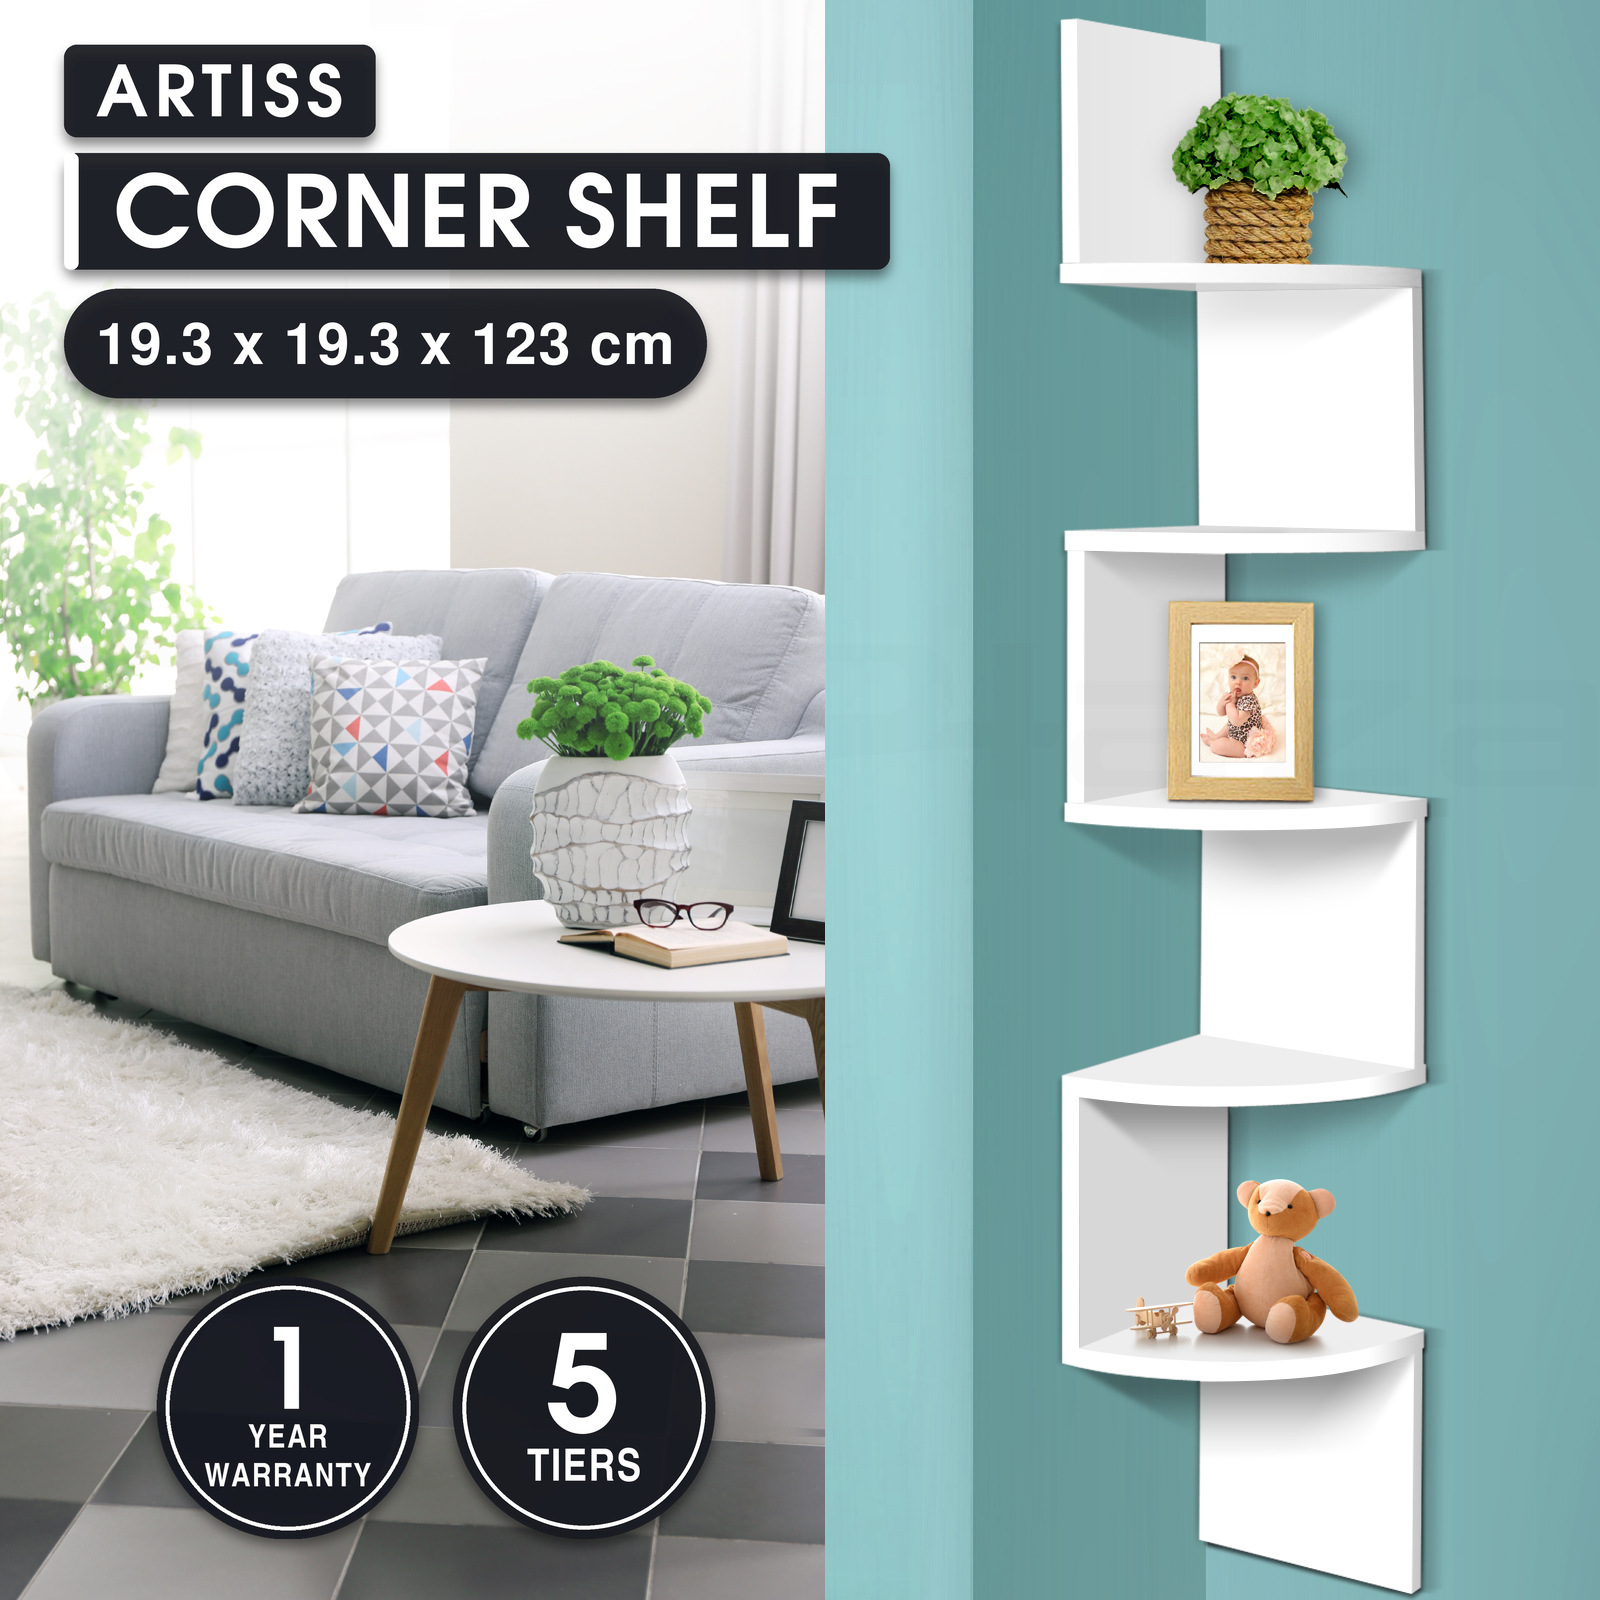 ARTISS
CORNER SHELF
19.3 x 19.3 x 123 cm
1
YEAR
WARRANTY
5
TIERS